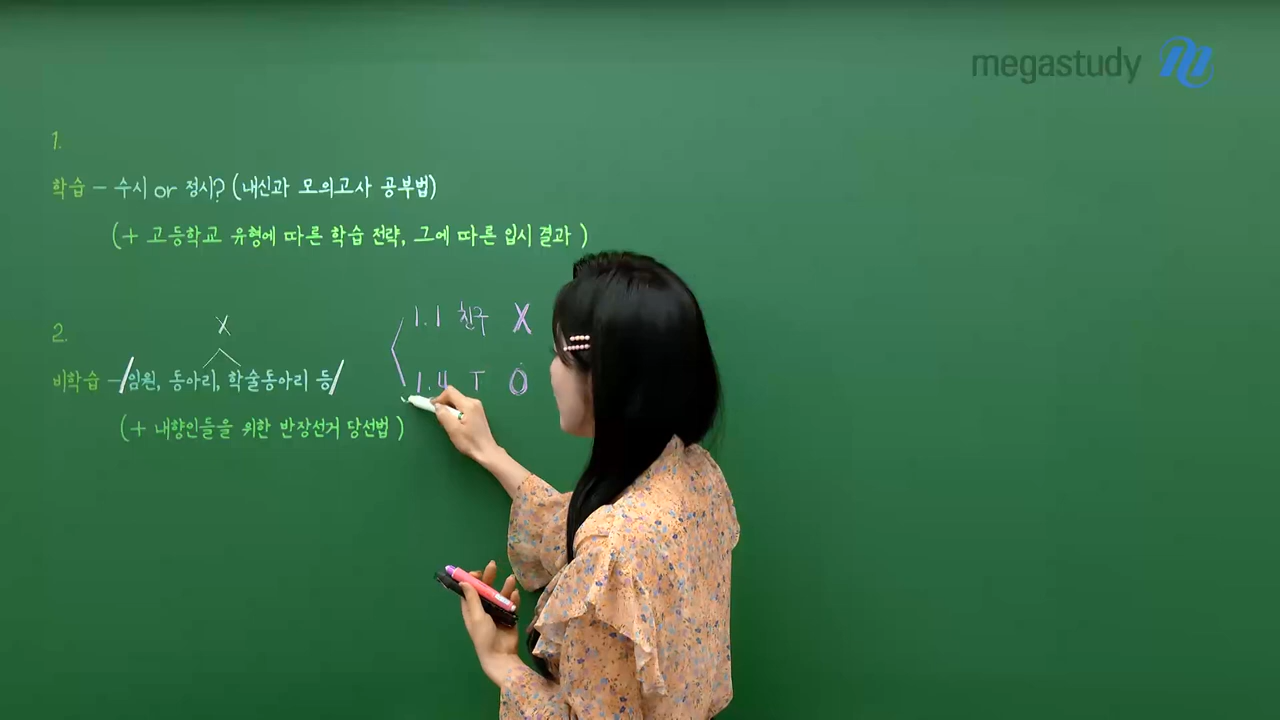 megastudy
1.
학습 - 수시 or 정시? (내신과 모의고사 공부법)
(+ 고등학교 유형에 따른 학습 전략, 그에 따른 입시 결과 )
1.1 친구 X
X
2.
비학습 - 임원, 동아리, 학술동아리 등
1.4 T O
(+ 내향인들을 위한 반장선거 당선법 )